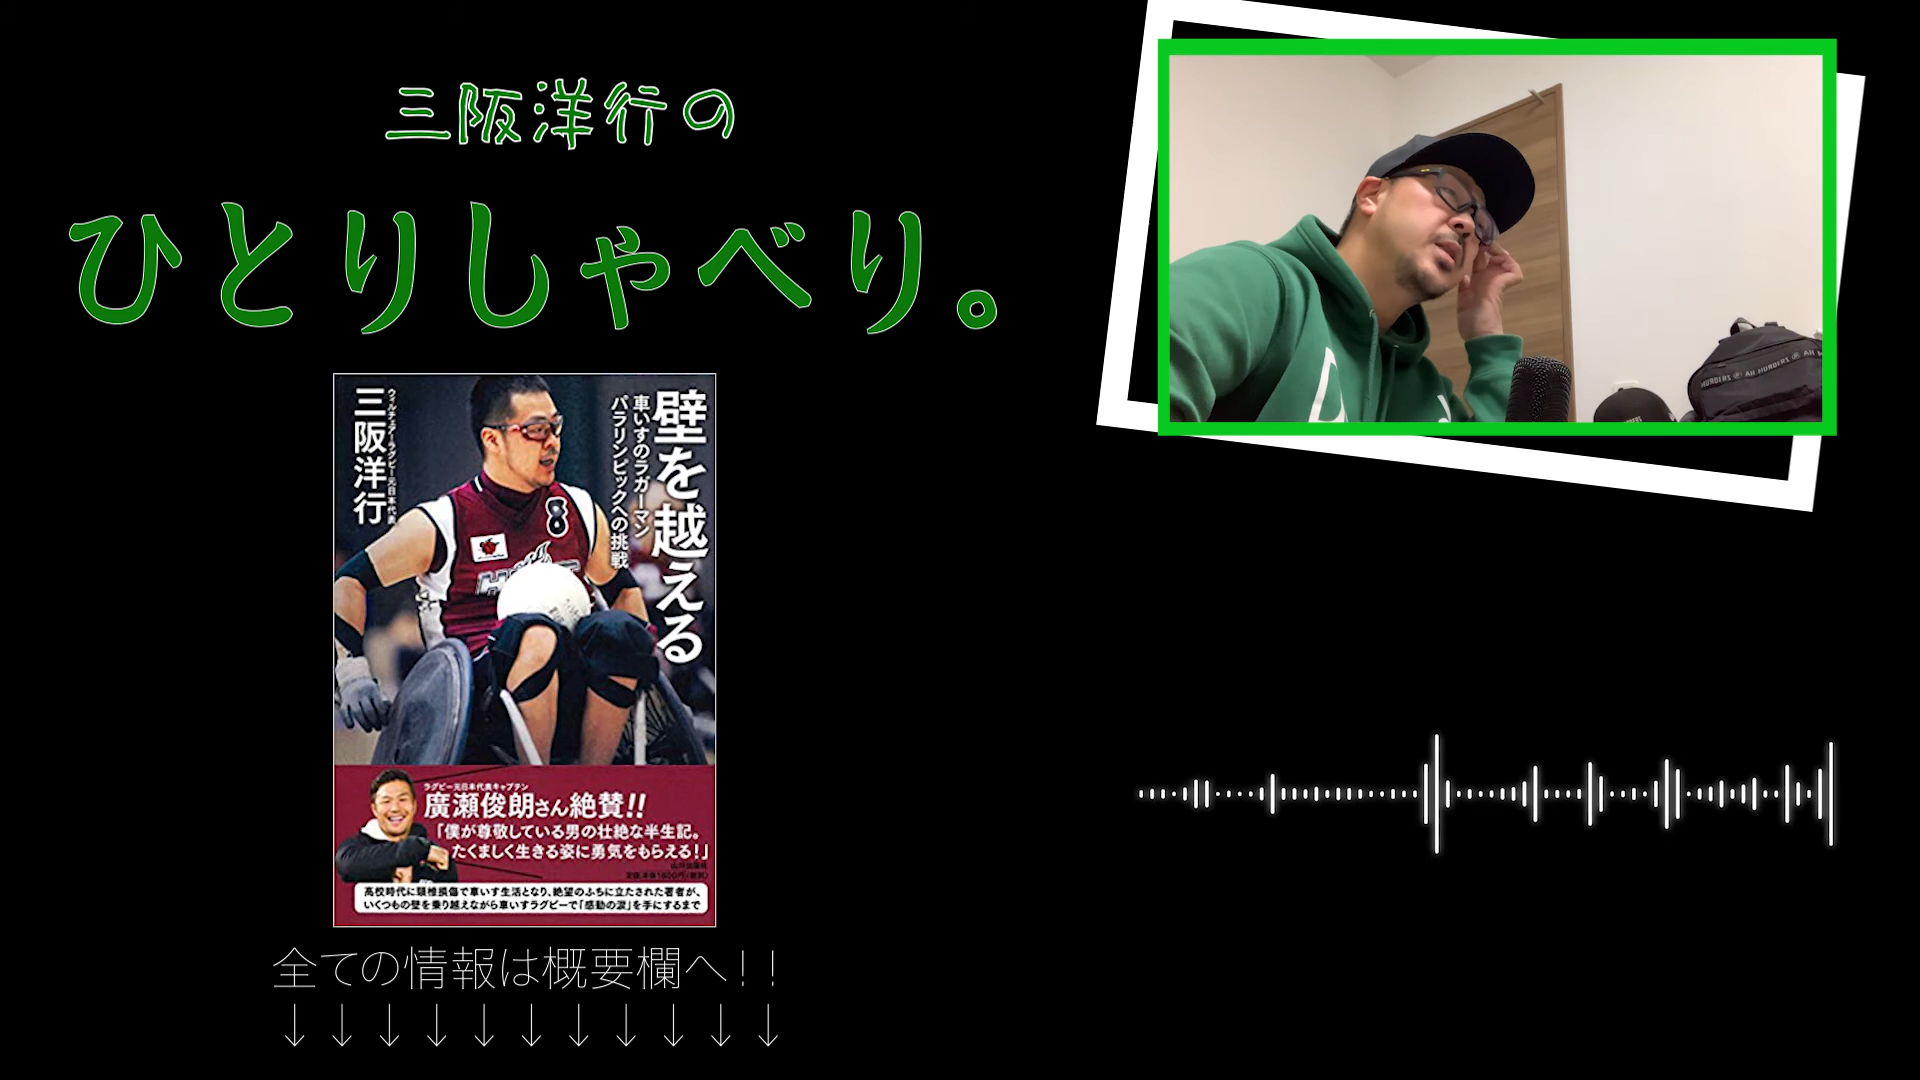 三阪洋行の
ひとりしゃべり。
壁を越える
車いすのラガーマン
パラリンピックへの挑戦
ウィルチェアーラグビー元日本代表
三阪洋行
8
ラグビー元日本代表キャプテン
廣瀬俊朗さん絶賛!!
「僕が尊敬している男の壮絶な半生記。
たくましく生きる姿に勇気をもらえる!」
高校時代に頸椎損傷で車いす生活となり、絶望のふちに立たされた著者が、
いくつもの壁を乗り越えながら車いすラグビーで「感動の涙」を手にするまで
全ての情報は概要欄へ!!
↓ ↓ ↓ ↓ ↓ ↓ ↓ ↓ ↓ ↓ ↓